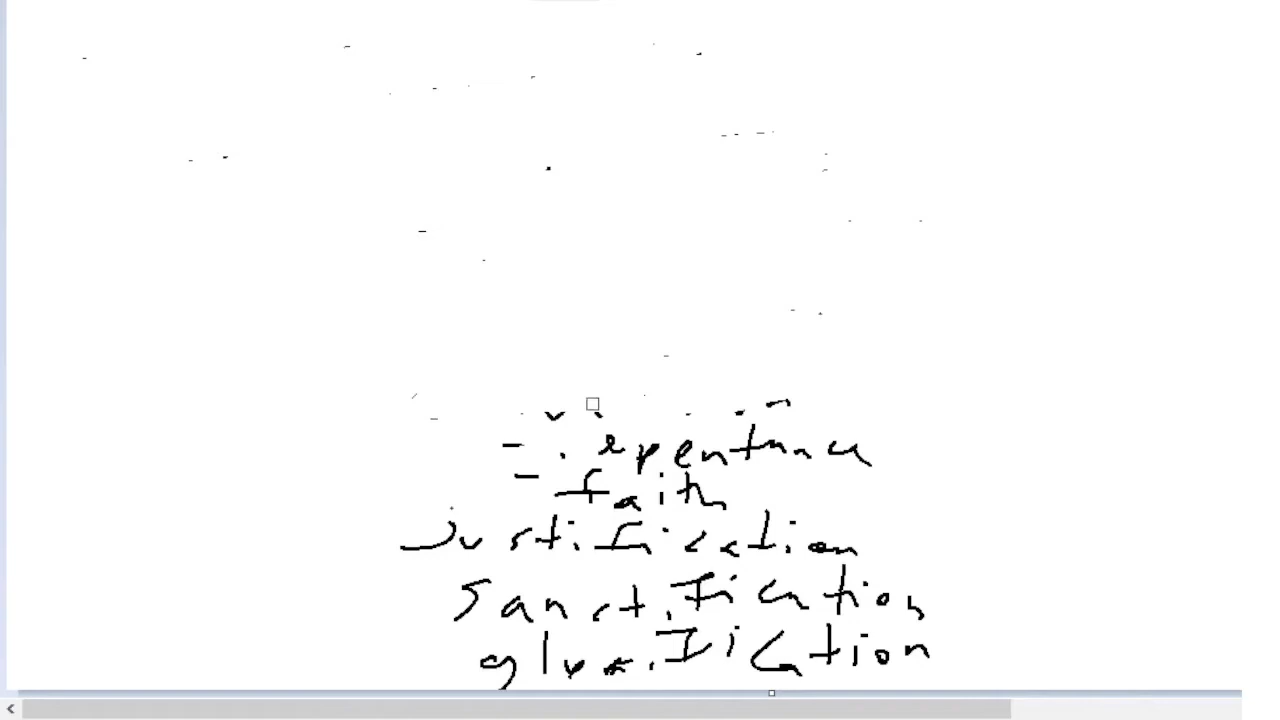 - repentance
- faith
justification
sanctification
glorification